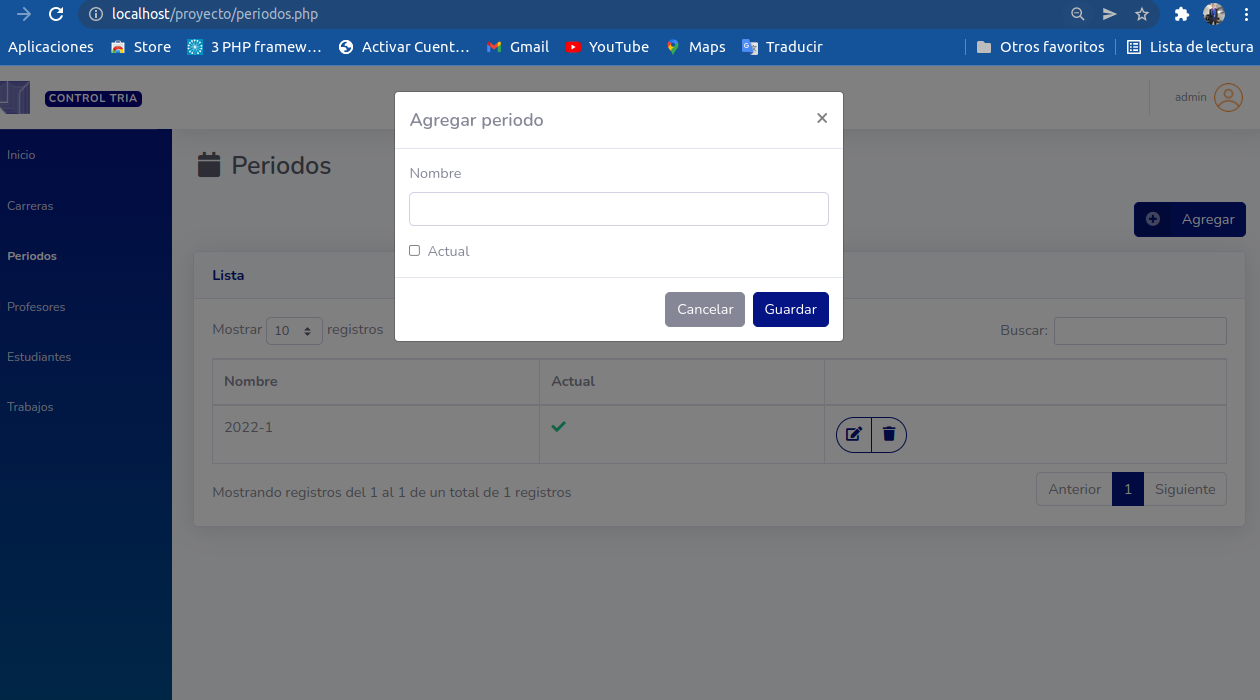 localhost/proyecto/periodos.php
Aplicaciones Store 3 PHP framew... Activar Cuent... Gmail YouTube Maps Traducir Otros favoritos Lista de lectura
CONTROL TRIA
admin
Inicio
Carreras
Periodos
Profesores
Estudiantes
Trabajos
Periodos
Agregar
Agregar periodo ×
Nombre
Actual
Cancelar Guardar
Lista
Mostrar 10 registros
Buscar:
Nombre Actual
2022-1
Mostrando registros del 1 al 1 de un total de 1 registros
Anterior 1 Siguiente